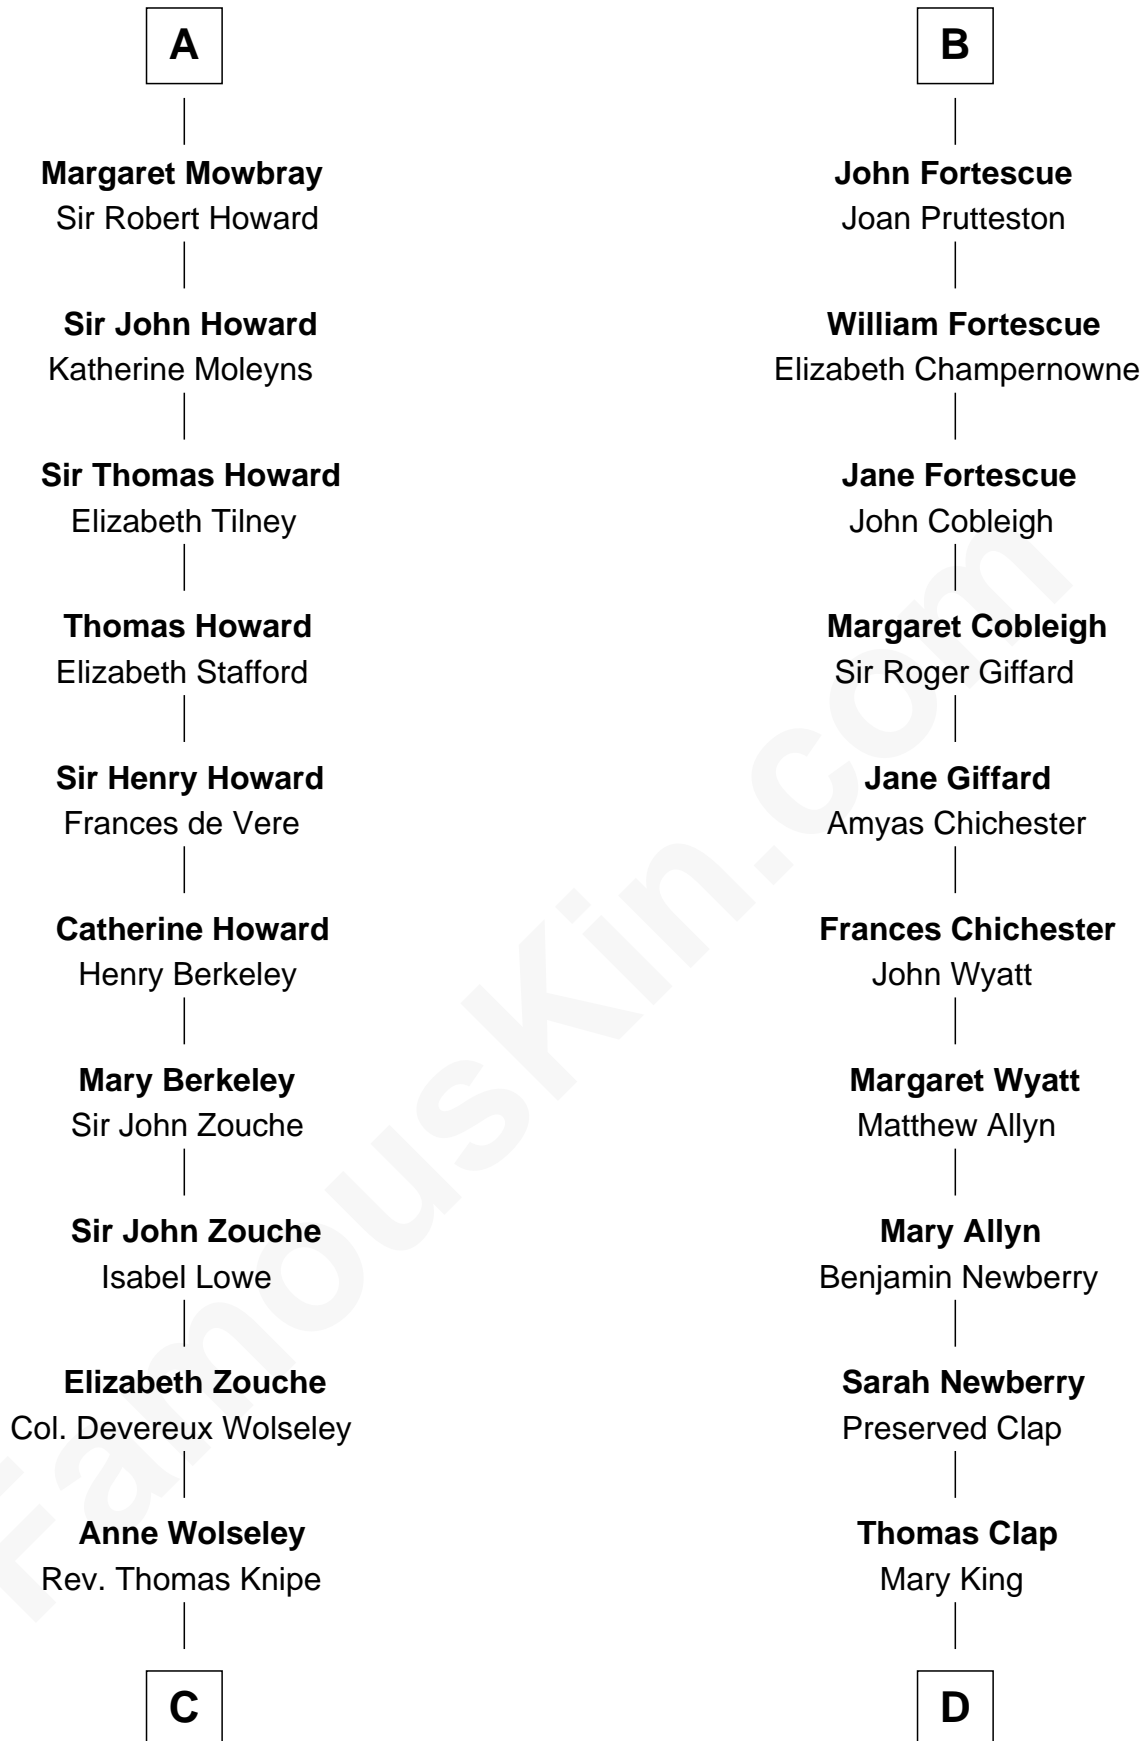 A
Margaret Mowbray
Sir Robert Howard
Sir John Howard
Katherine Moleyns
Sir Thomas Howard
Elizabeth Tilney
Thomas Howard
Elizabeth Stafford
Sir Henry Howard
Frances de Vere
Catherine Howard
Henry Berkeley
Mary Berkeley
Sir John Zouche
Sir John Zouche
Isabel Lowe
Elizabeth Zouche
Col. Devereux Wolseley
Anne Wolseley
Rev. Thomas Knipe
C
B
John Fortescue
Joan Prutteston
William Fortescue
Elizabeth Champernowne
Jane Fortescue
John Cobleigh
Margaret Cobleigh
Sir Roger Giffard
Jane Giffard
Amyas Chichester
Frances Chichester
John Wyatt
Margaret Wyatt
Matthew Allyn
Mary Allyn
Benjamin Newberry
Sarah Newberry
Preserved Clap
Thomas Clap
Mary King
D
FamousKin.com